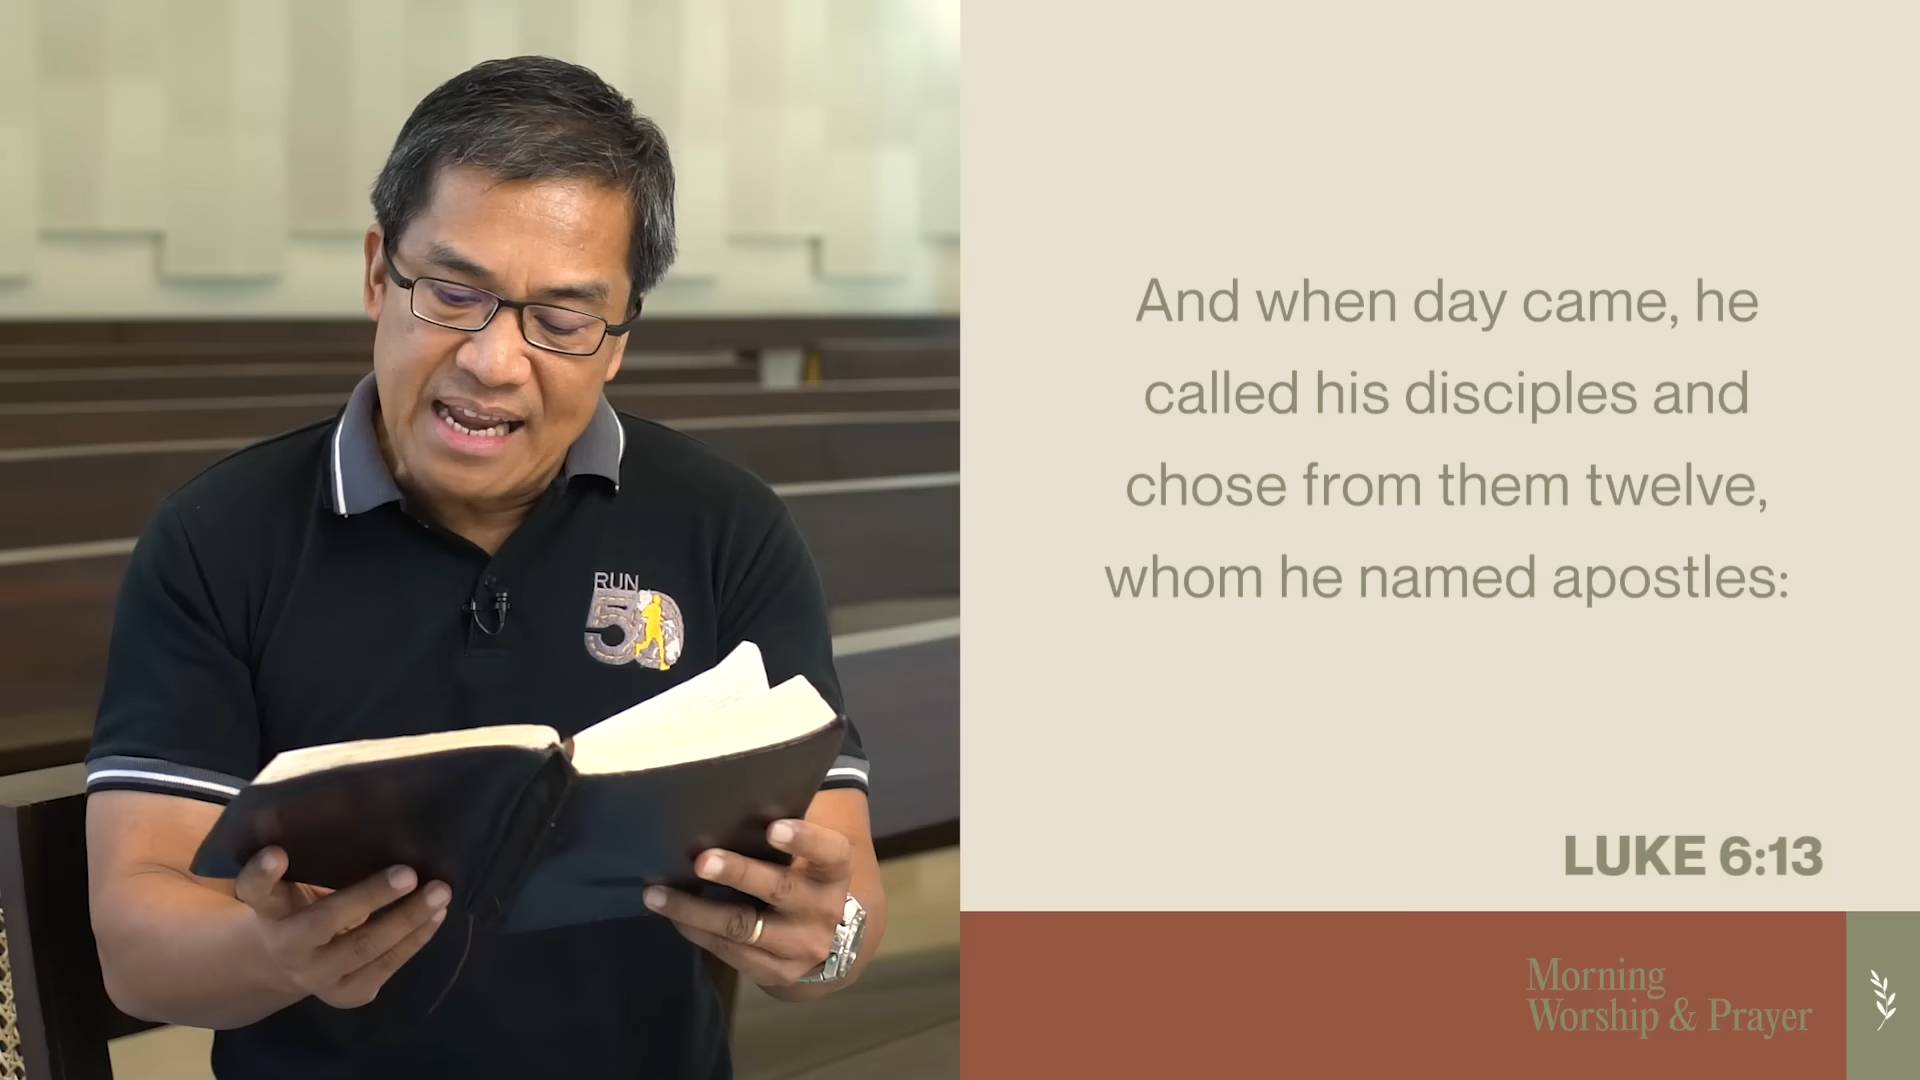 RUN
50
And when day came, he
called his disciples and
chose from them twelve,
whom he named apostles:
LUKE 6:13
Morning
Worship & Prayer